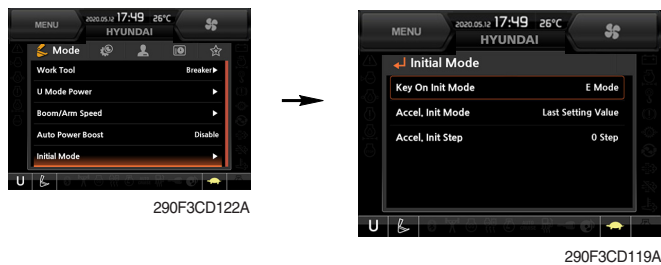 MENU
2020.05.12 17:49 26°C
HYUNDAI
Mode
Work Tool Breaker
U Mode Power
Boom/Arm Speed
Auto Power Boost Disable
Initial Mode
U
290F3CD122A
MENU
2020.05.12 17:49 26°C
HYUNDAI
Initial Mode
Key On Init Mode E Mode
Accel, Init Mode Last Setting Value
Accel, Init Step 0 Step
U
290F3CD119A